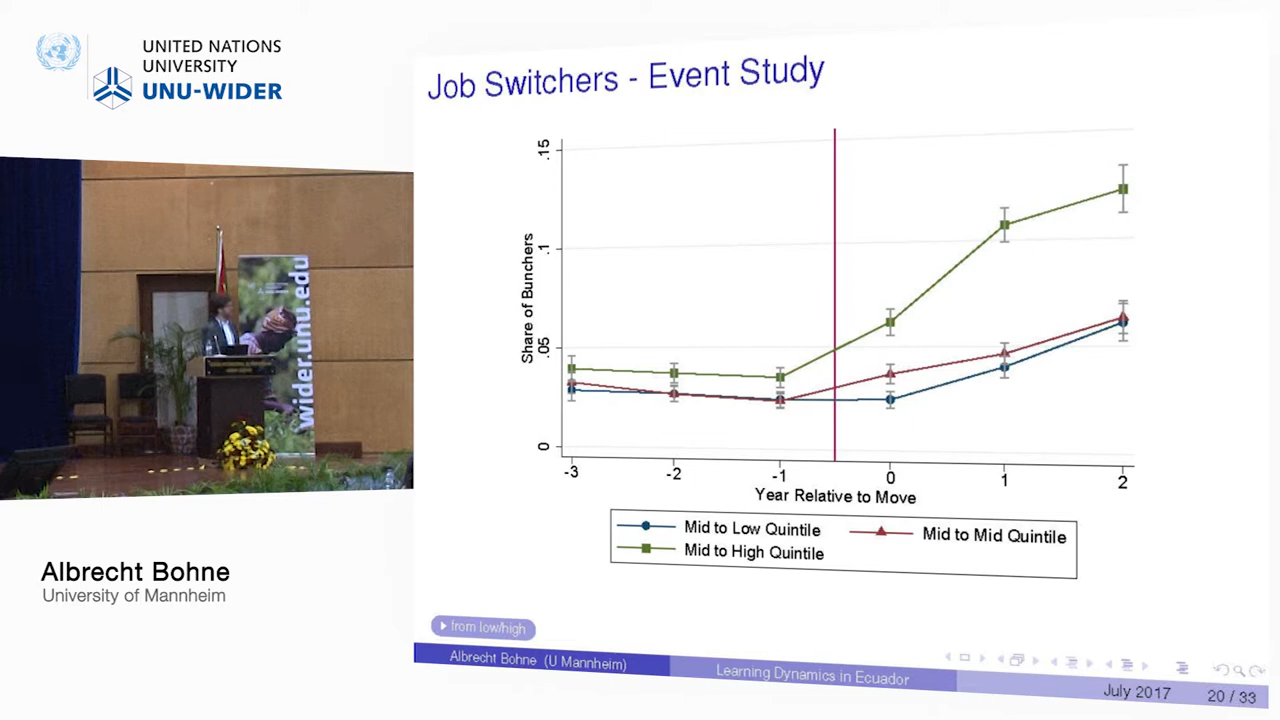 UNITED NATIONS
UNIVERSITY
UNU-WIDER
Job Switchers - Event Study
wider.unu.edu
Share of Bunchers
.15
.1
.05
0
-3
-2
-1
0
1
2
Year Relative to Move
Mid to Low Quintile
Mid to Mid Quintile
Mid to High Quintile
Albrecht Bohne
University of Mannheim
from low/high
Albrecht Bohne (U Mannheim)
Learning Dynamics in Ecuador
July 2017
20 / 33